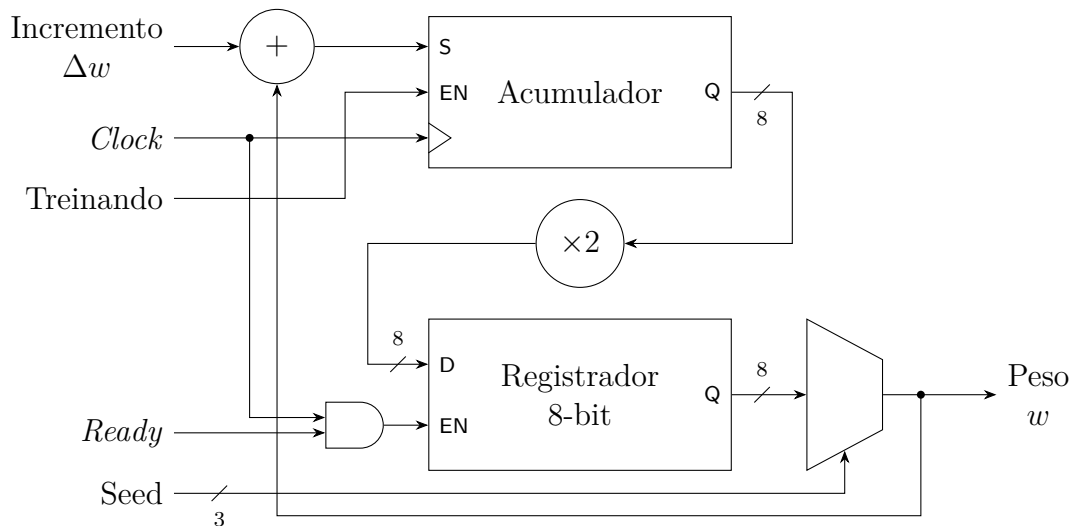 Incremento
Δw
+
S
EN
Acumulador
Q
8
Clock
Treinando
×2
8
D
Registrador
8-bit
Q
8
EN
Peso
w
Ready
Seed
3